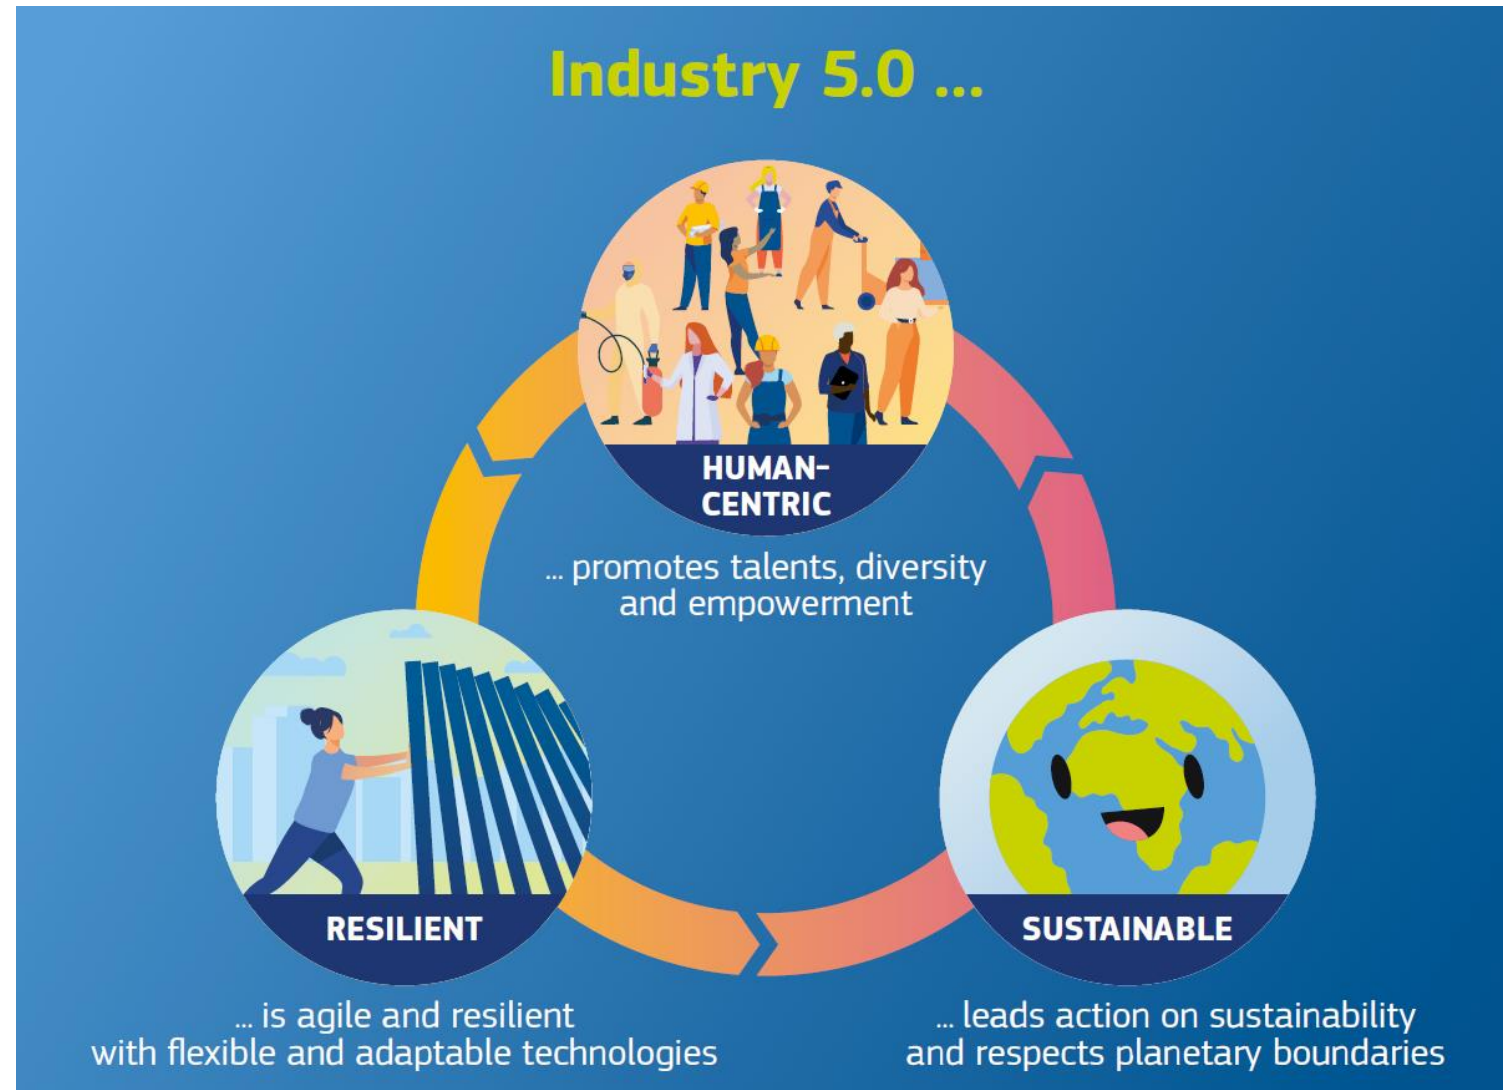 Industry 5.0 ...
HUMAN-
CENTRIC
... promotes talents, diversity
and empowerment
RESILIENT
... is agile and resilient
with flexible and adaptable technologies
SUSTAINABLE
... leads action on sustainability
and respects planetary boundaries